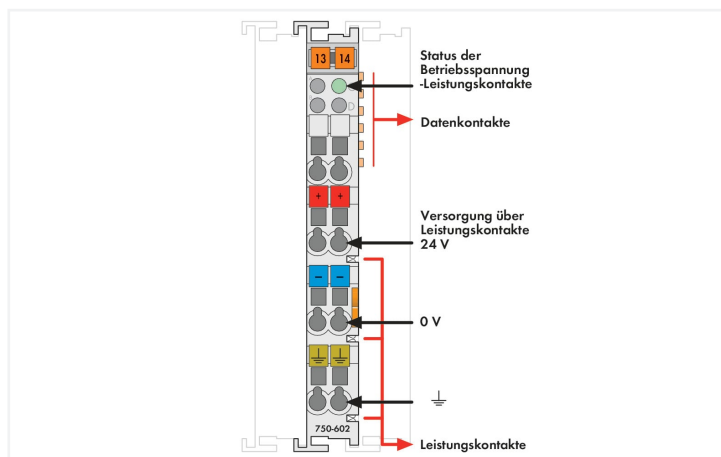 13 14
Status der
Betriebsspannung
-Leistungskontakte
Datenkontakte
+ +
Versorgung über
Leistungskontakte
24 V
− −
0 V
750-602
Leistungskontakte